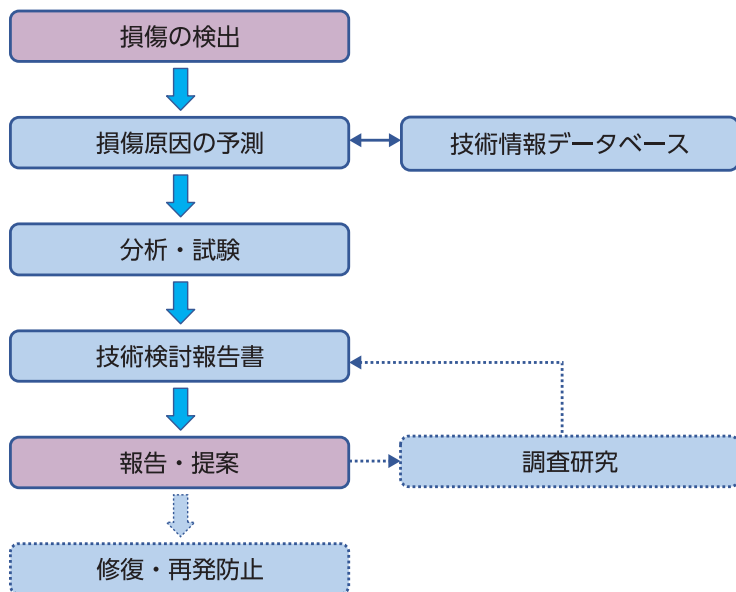 損傷の検出
損傷原因の予測
技術情報データベース
分析・試験
技術検討報告書
報告・提案
調査研究
修復・再発防止